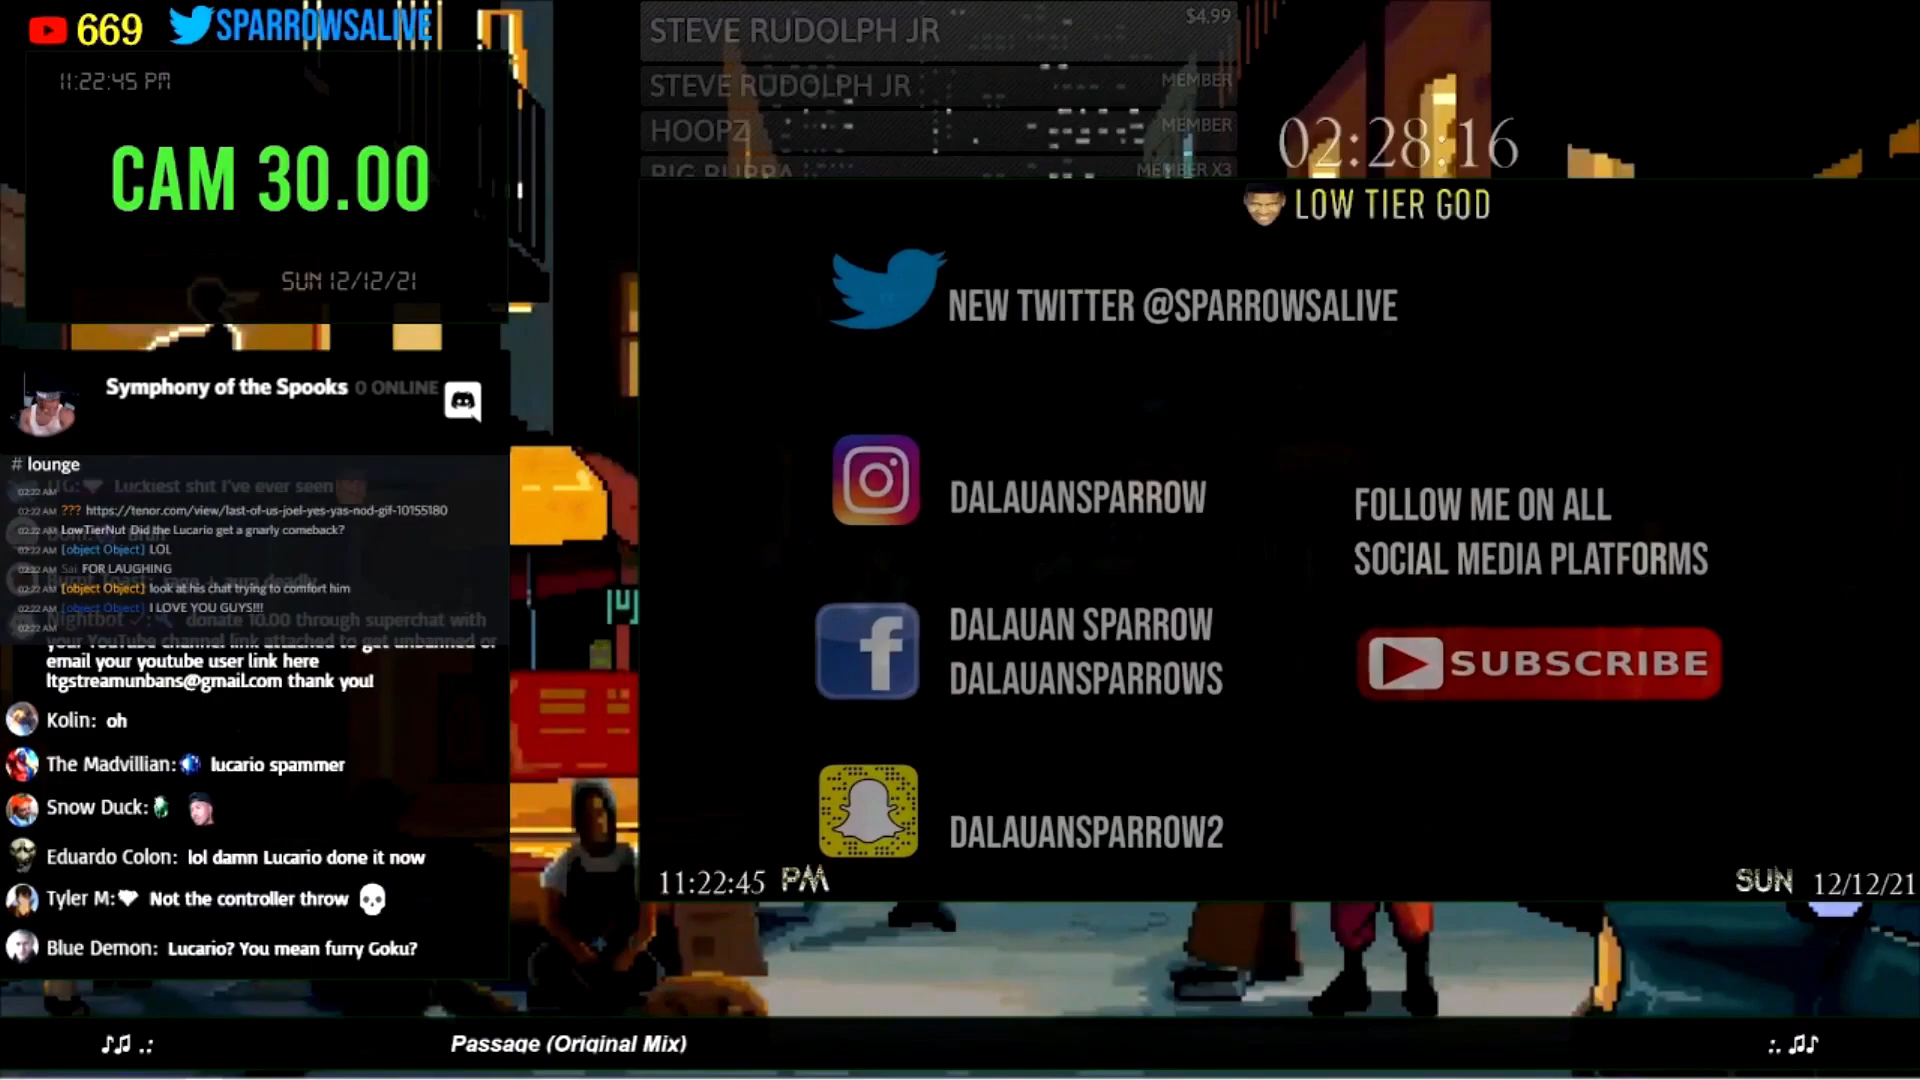 669 SPARROWSALIVE
11:22:45 PM
CAM 30.00
SUN 12/12/21
STEVE RUDOLPH JR $4.99
STEVE RUDOLPH JR MEMBER
HOOPZ MEMBER
BIG BUBBA MEMBER X3
02:28:16
LOW TIER GOD
NEW TWITTER @SPARROWSALIVE
DALAUANSPARROW
DALAUAN SPARROW
DALAUANSPARROWS
DALAUANSPARROW2
FOLLOW ME ON ALL
SOCIAL MEDIA PLATFORMS
SUBSCRIBE
11:22:45 PM
SUN 12/12/21
Symphony of the Spooks 0 ONLINE
# lounge
Luckiest shit I've ever seen
02:22 AM
02:22 AM ??? https://tenor.com/view/last-of-us-joel-yes-yas-nod-gif-10155180
02:22 AM LowTierNut Did the Lucario get a gnarly comeback?
02:22 AM [object Object] LOL
02:22 AM Sai FOR LAUGHING
02:22 AM [object Object] look at his chat trying to comfort him
02:22 AM [object Object] I LOVE YOU GUYS!!!
02:22 AM
Nightbot: donate 10.00 through superchat with
your YouTube channel link attached to get unbanned or
email your youtube user link here
ltgstreamunbans@gmail.com thank you!
Kolin: oh
The Madvillian: lucario spammer
Snow Duck:
Eduardo Colon: lol damn Lucario done it now
Tyler M: Not the controller throw
Blue Demon: Lucario? You mean furry Goku?
♪♫ .: Passage (Original Mix) :. ♫♪